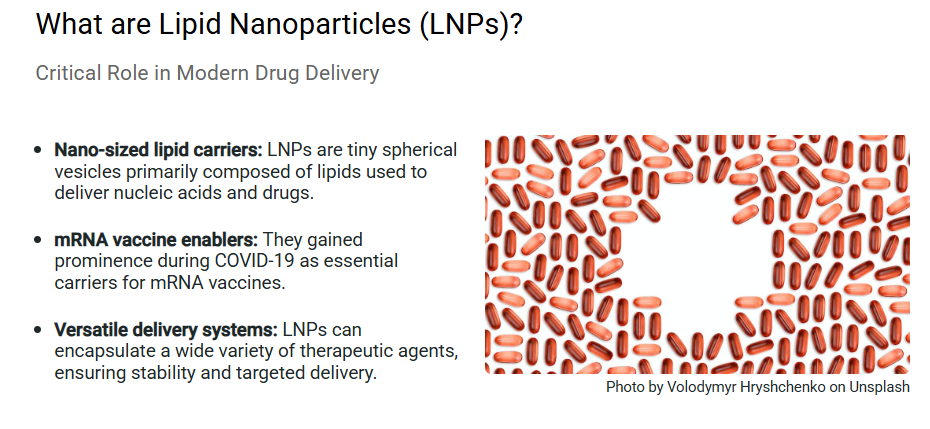 What are Lipid Nanoparticles (LNPs)?
Critical Role in Modern Drug Delivery
• Nano-sized lipid carriers: LNPs are tiny spherical
vesicles primarily composed of lipids used to
deliver nucleic acids and drugs.
• mRNA vaccine enablers: They gained
prominence during COVID-19 as essential
carriers for mRNA vaccines.
• Versatile delivery systems: LNPs can
encapsulate a wide variety of therapeutic agents,
ensuring stability and targeted delivery.
Photo by Volodymyr Hryshchenko on Unsplash